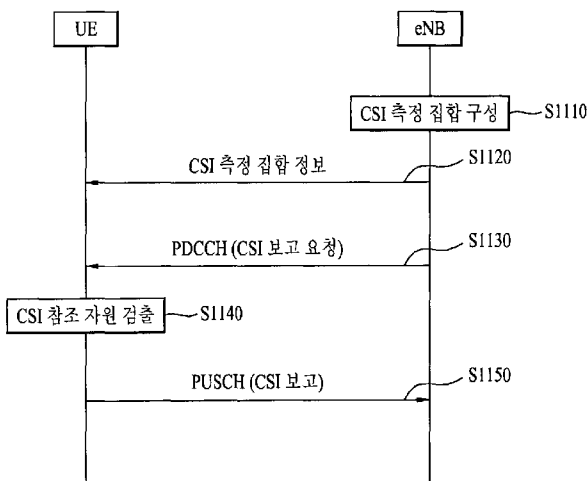 UE
eNB
CSI 측정 집합 구성
S1110
S1120
CSI 측정 집합 정보
S1130
PDCCH (CSI 보고 요청)
CSI 참조 자원 검출
S1140
S1150
PUSCH (CSI 보고)